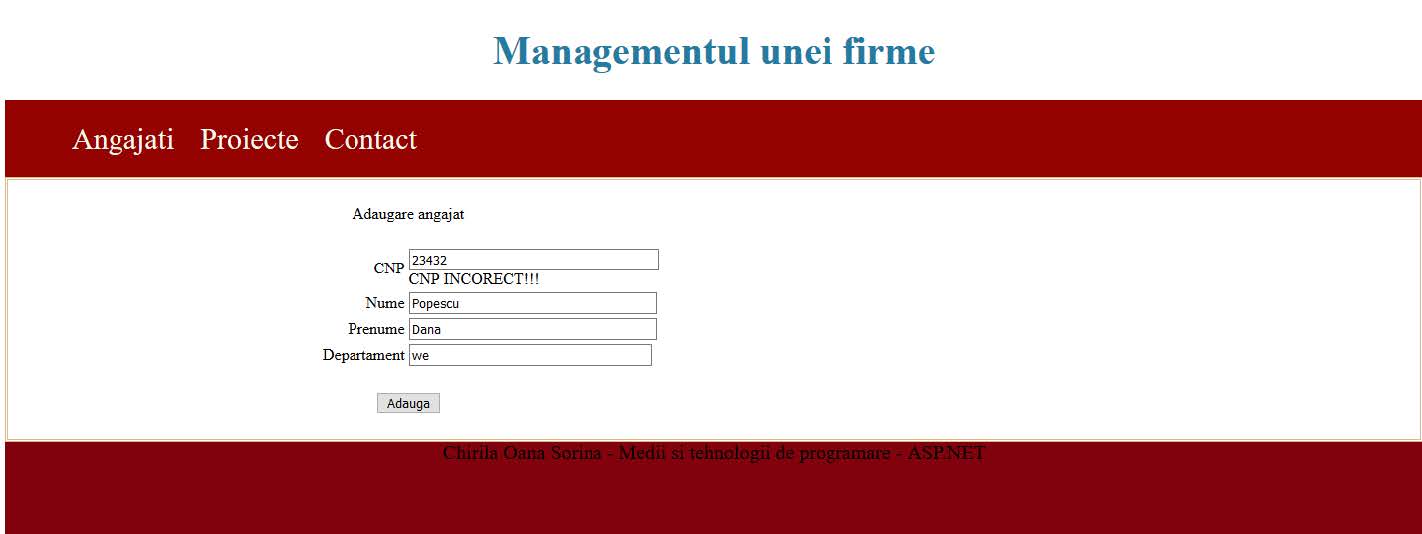 Managementul unei firme
Angajati Proiecte Contact
Adaugare angajat
CNP 23432
CNP INCORECT!!!
Nume Popescu
Prenume Dana
Departament we
Adauga
Chirila Oana Sorina - Medii si tehnologii de programare - ASP.NET